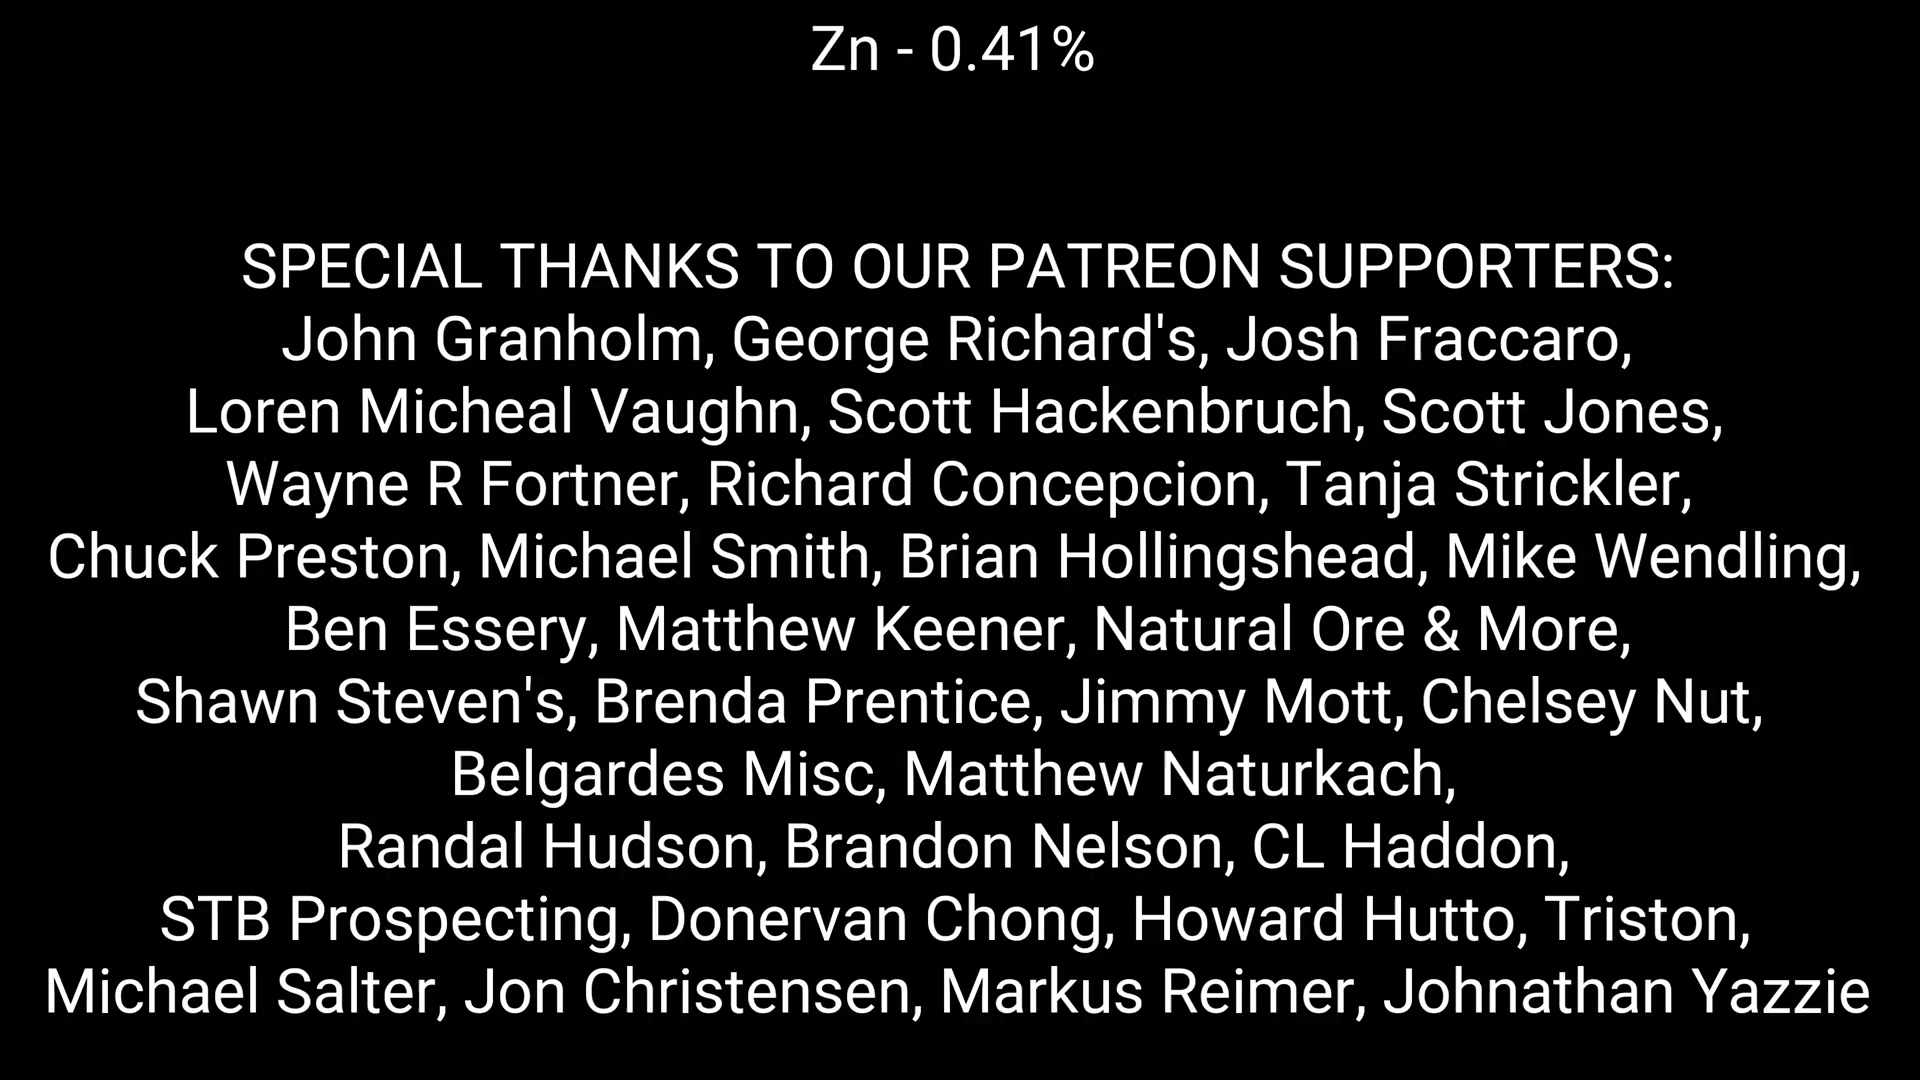 Zn - 0.41%
SPECIAL THANKS TO OUR PATREON SUPPORTERS:
John Granholm, George Richard's, Josh Fraccaro,
Loren Micheal Vaughn, Scott Hackenbruch, Scott Jones,
Wayne R Fortner, Richard Concepcion, Tanja Strickler,
Chuck Preston, Michael Smith, Brian Hollingshead, Mike Wendling,
Ben Essery, Matthew Keener, Natural Ore & More,
Shawn Steven's, Brenda Prentice, Jimmy Mott, Chelsey Nut,
Belgardes Misc, Matthew Naturkach,
Randal Hudson, Brandon Nelson, CL Haddon,
STB Prospecting, Donervan Chong, Howard Hutto, Triston,
Michael Salter, Jon Christensen, Markus Reimer, Johnathan Yazzie